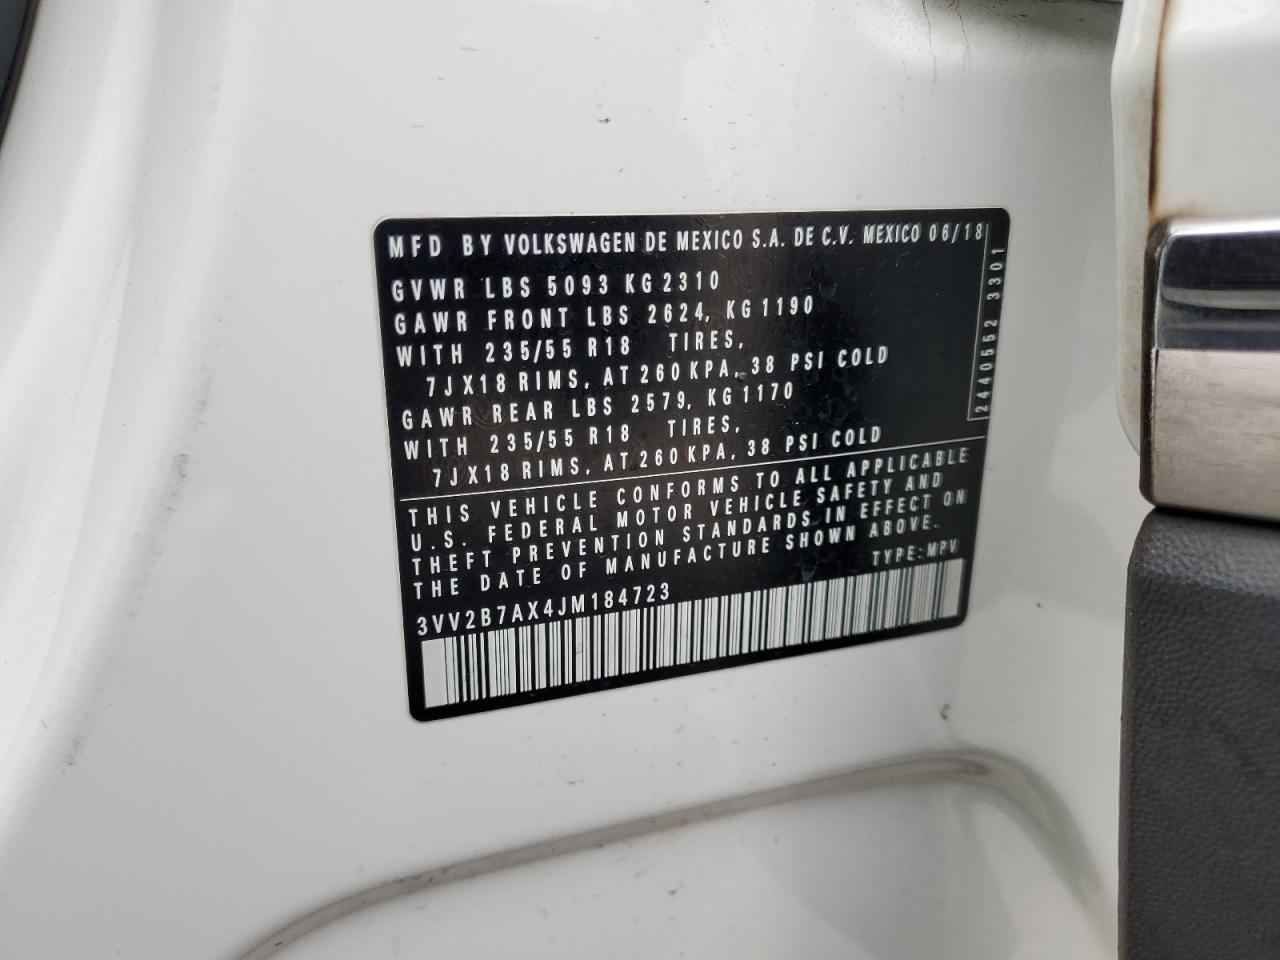 MFD BY VOLKSWAGEN DE MEXICO S.A. DE C.V. MEXICO 06/18
GVWR LBS 5093 KG 2310
GAWR FRONT LBS 2624, KG 1190
WITH 235/55 R18 TIRES,
7JX18 RIMS, AT 260 KPA, 38 PSI COLD
GAWR REAR LBS 2579, KG 1170
WITH 235/55 R18 TIRES,
7JX18 RIMS, AT 260 KPA, 38 PSI COLD
2440552 3301
THIS VEHICLE CONFORMS TO ALL APPLICABLE
U.S. FEDERAL MOTOR VEHICLE SAFETY AND
THEFT PREVENTION STANDARDS IN EFFECT ON
THE DATE OF MANUFACTURE SHOWN ABOVE.
TYPE: MPV
3VV2B7AX4JM184723